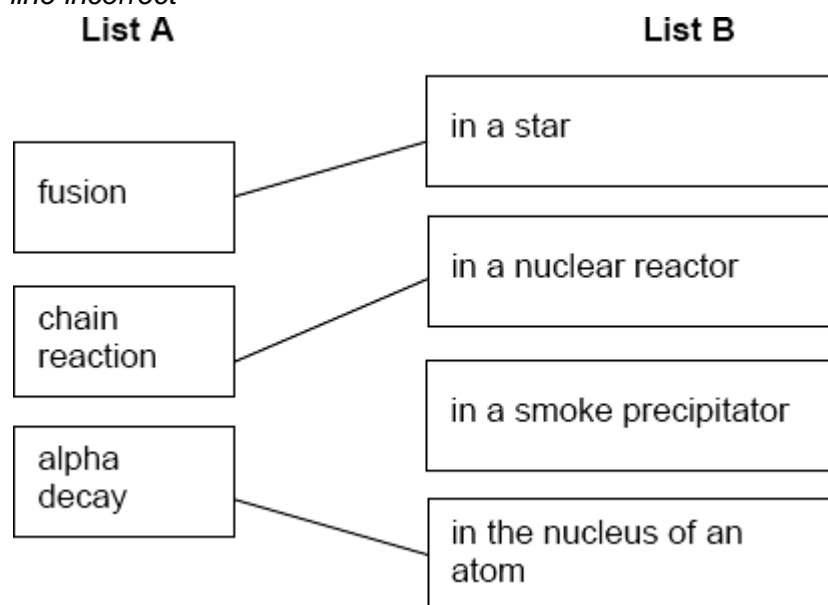 line incorrect
List A
List B
fusion
chain
reaction
alpha
decay
in a star
in a nuclear reactor
in a smoke precipitator
in the nucleus of an
atom